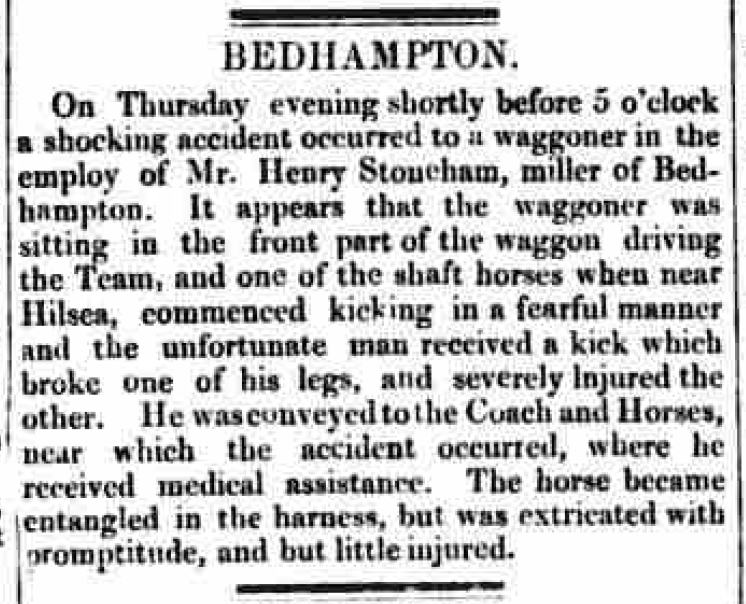 BEDHAMPTON.
On Thursday evening shortly before 5 o'clock
a shocking accident occurred to a waggoner in the
employ of Mr. Henry Stoneham, miller of Bed-
hampton. It appears that the waggoner was
sitting in the front part of the waggon driving
the Team, and one of the shaft horses when near
Hilsea, commenced kicking in a fearful manner
and the unfortunate man received a kick which
broke one of his legs, and severely Injured the
other. He was conveyed to the Coach and Horses,
near which the accident occurred, where he
received medical assistance. The horse became
entangled in the harness, but was extricated with
promptitude, and but little injured.